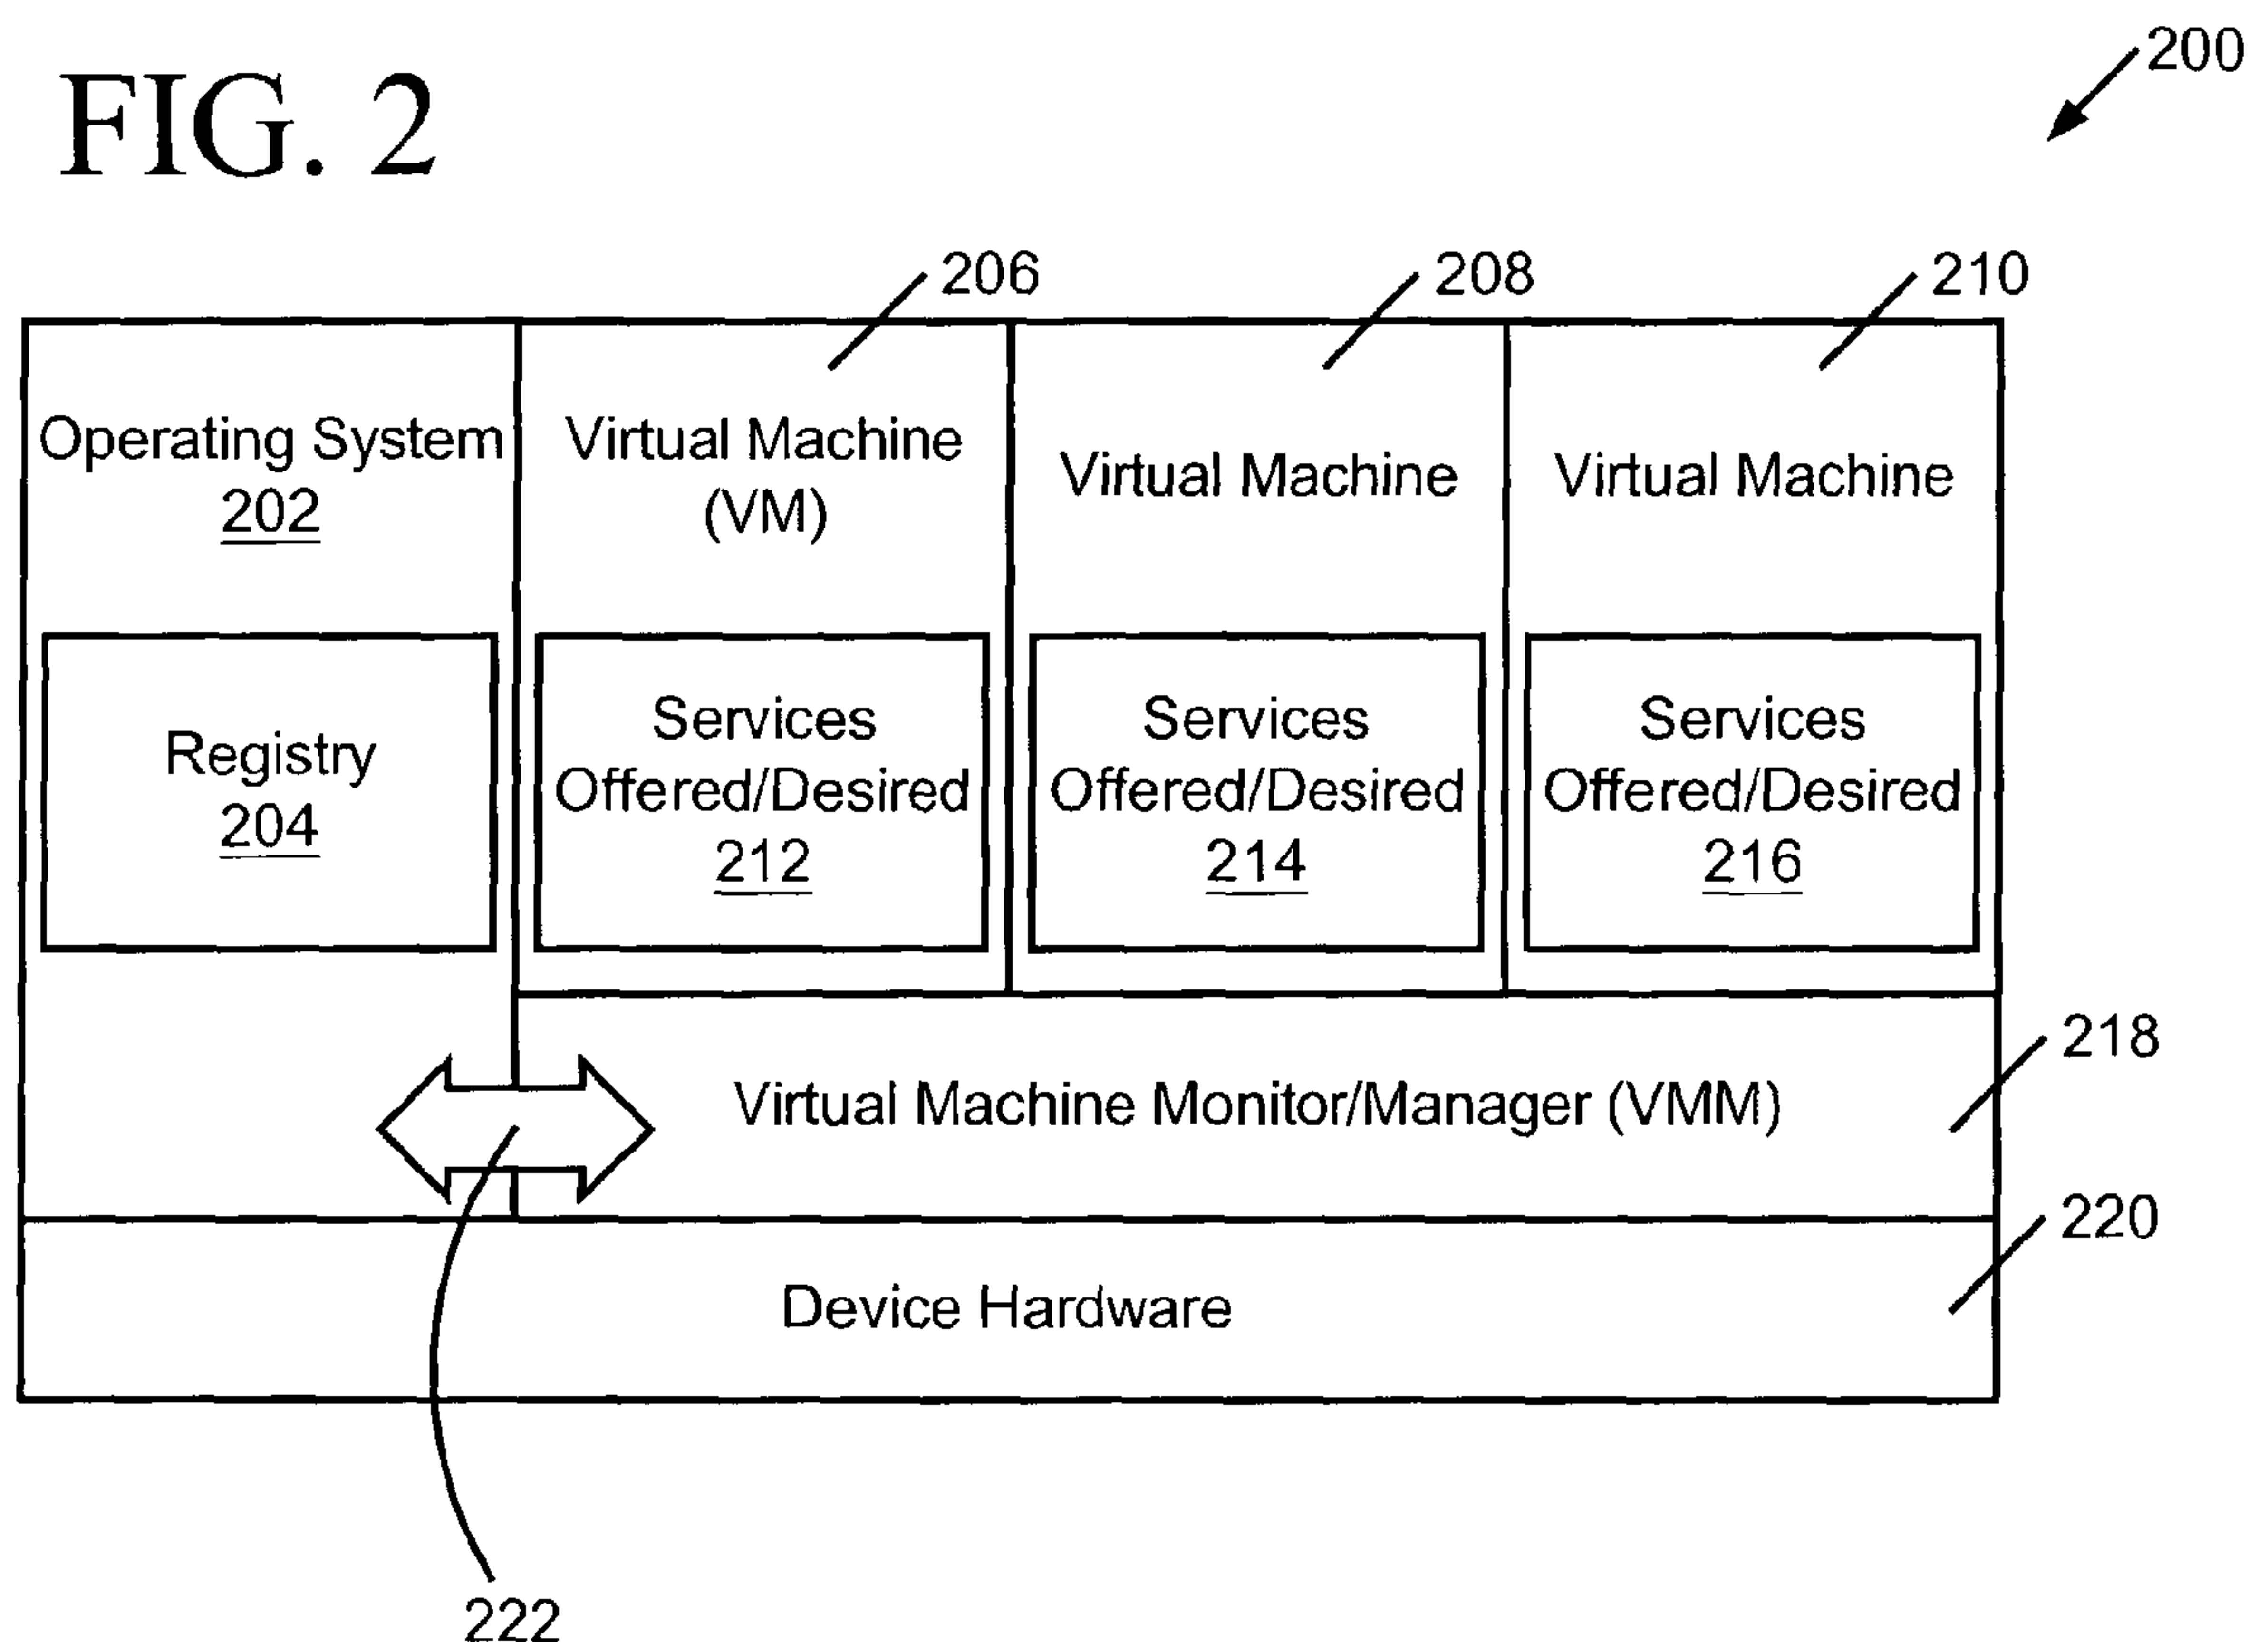 FIG. 2
200
206
208
210
Operating System
202
Virtual Machine
(VM)
Virtual Machine
Virtual Machine
Registry
204
Services
Offered/Desired
212
Services
Offered/Desired
214
Services
Offered/Desired
216
218
Virtual Machine Monitor/Manager (VMM)
220
Device Hardware
222